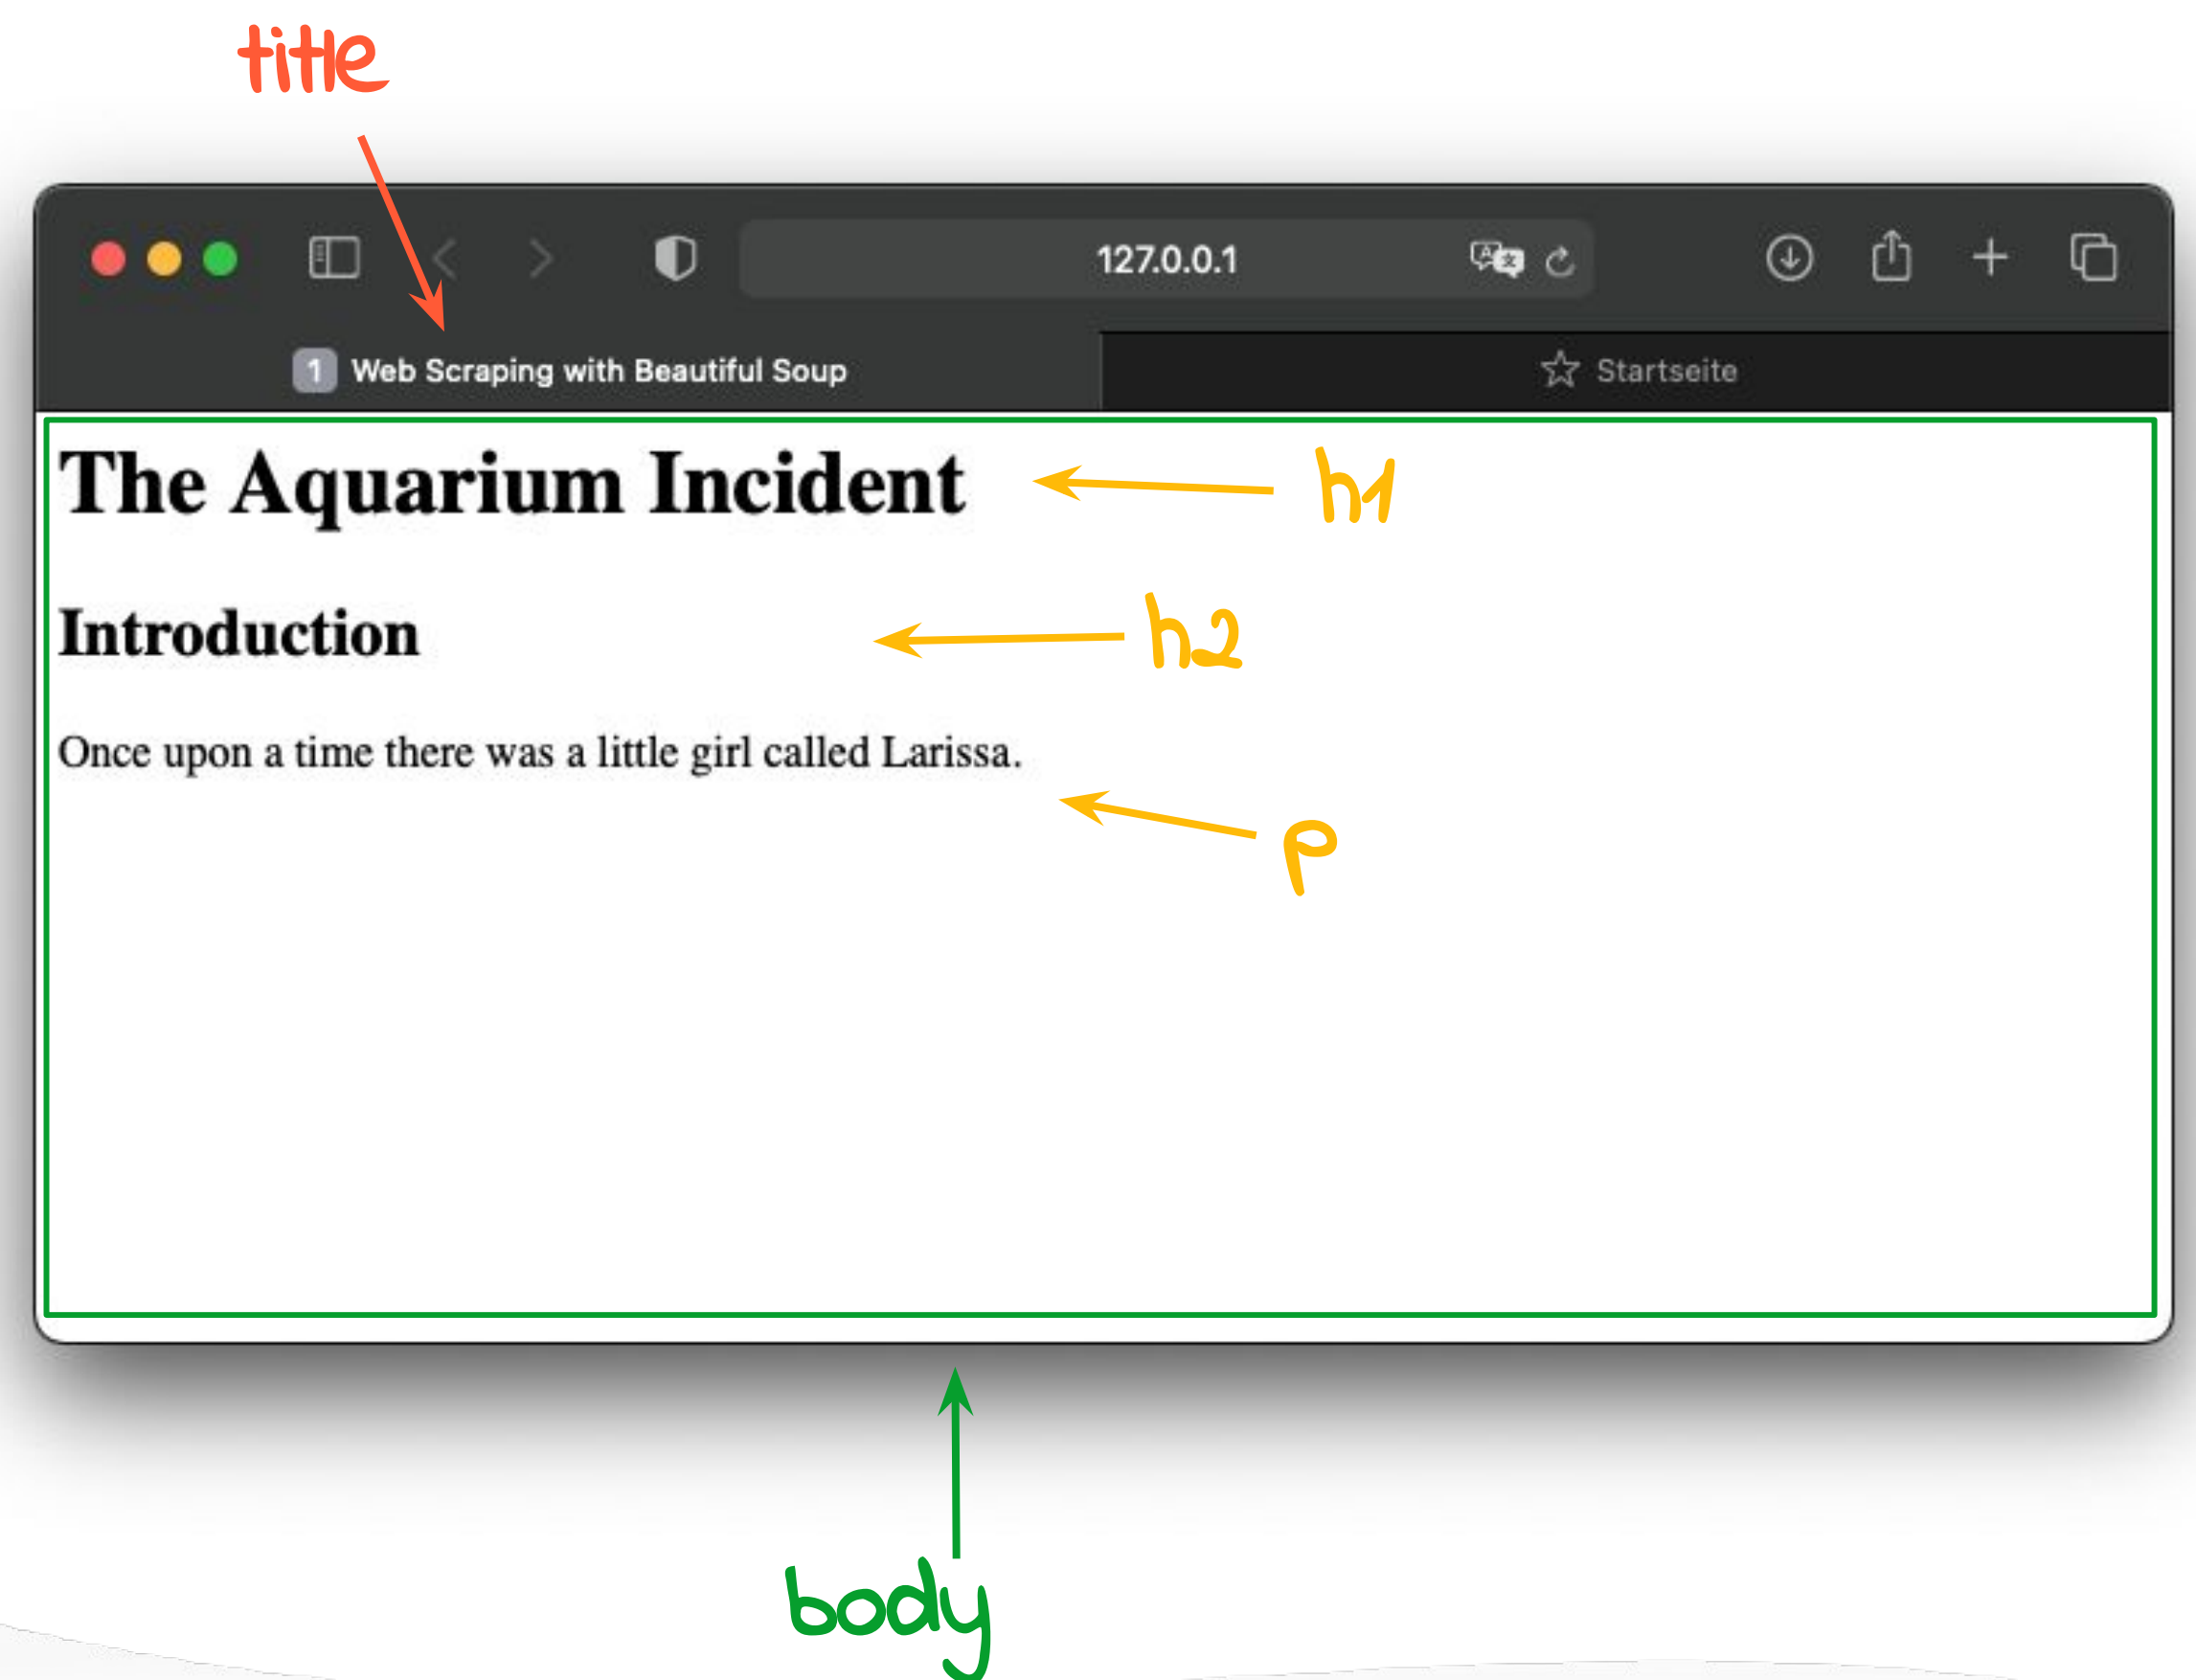 title
127.0.0.1
1 Web Scraping with Beautiful Soup
Startseite
The Aquarium Incident
h1
Introduction
h2
Once upon a time there was a little girl called Larissa.
p
body